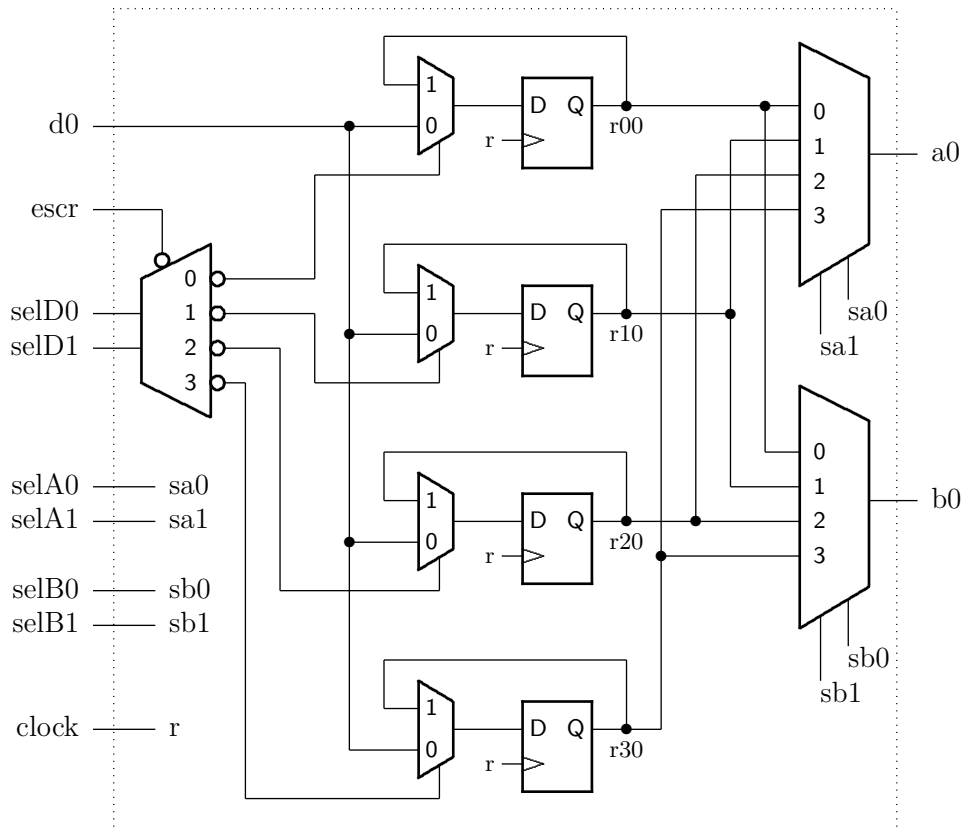 1
D Q
0
r
r00
0
1
2
3
d0
a0
escr
0
1
2
3
selD0
selD1
1
D Q
0
r
r10
sa0
sa1
selA0 sa0
selA1 sa1
1
D Q
0
r
r20
0
1
2
3
b0
selB0 sb0
selB1 sb1
sb0
sb1
clock r
1
D Q
0
r
r30